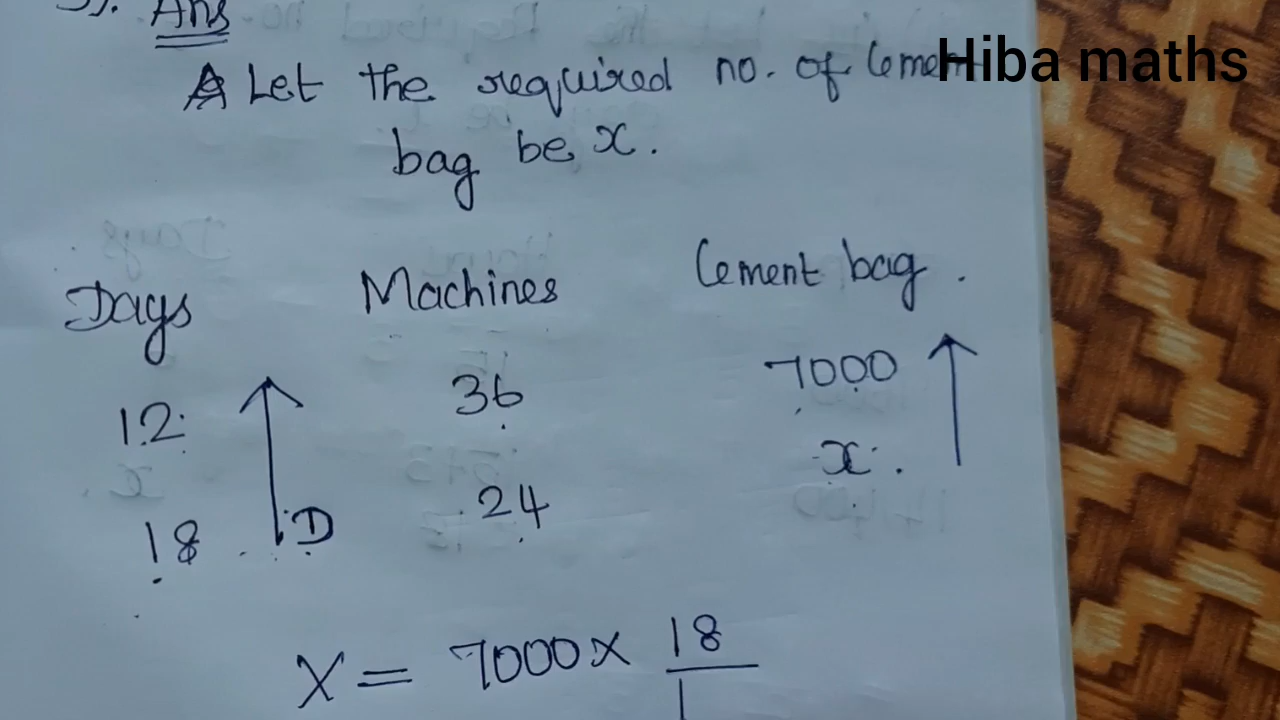 Ans
Let the required no. of Cement
bag be x.
Hiba maths
Days Machines Cement bag.
12 36 7000
18 D 24 x.
X = 7000 x 18